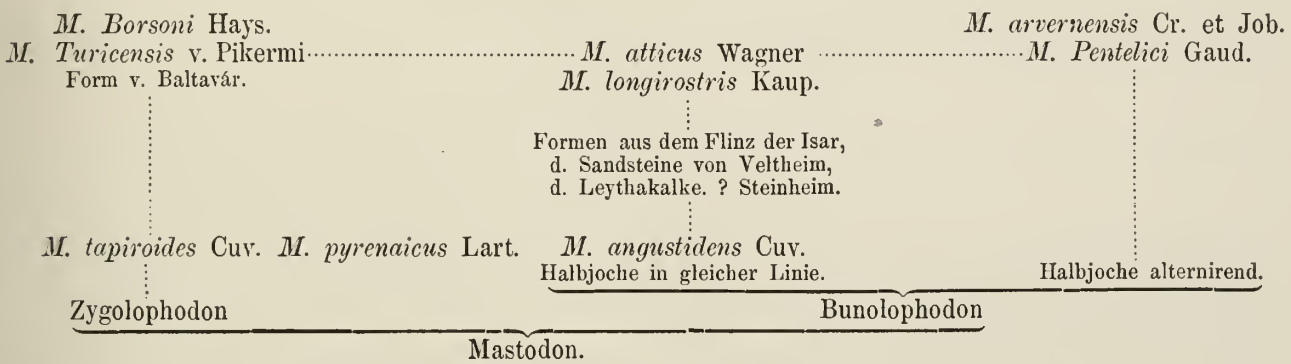 M. Borsoni Hays. M. arvernensis Cr. et Job.
M. Turicensis v. Pikermi M. atticus Wagner M. Pentelici Gaud.
Form v. Baltavár. M. longirostris Kaup.
Formen aus dem Flinz der Isar,
d. Sandsteine von Veltheim,
d. Leythakalke. ? Steinheim.
M. tapiroides Cuv. M. pyrenaicus Lart. M. angustidens Cuv.
Halbjoche in gleicher Linie. Halbjoche alternirend.
Zygolophodon Bunolophodon
Mastodon.